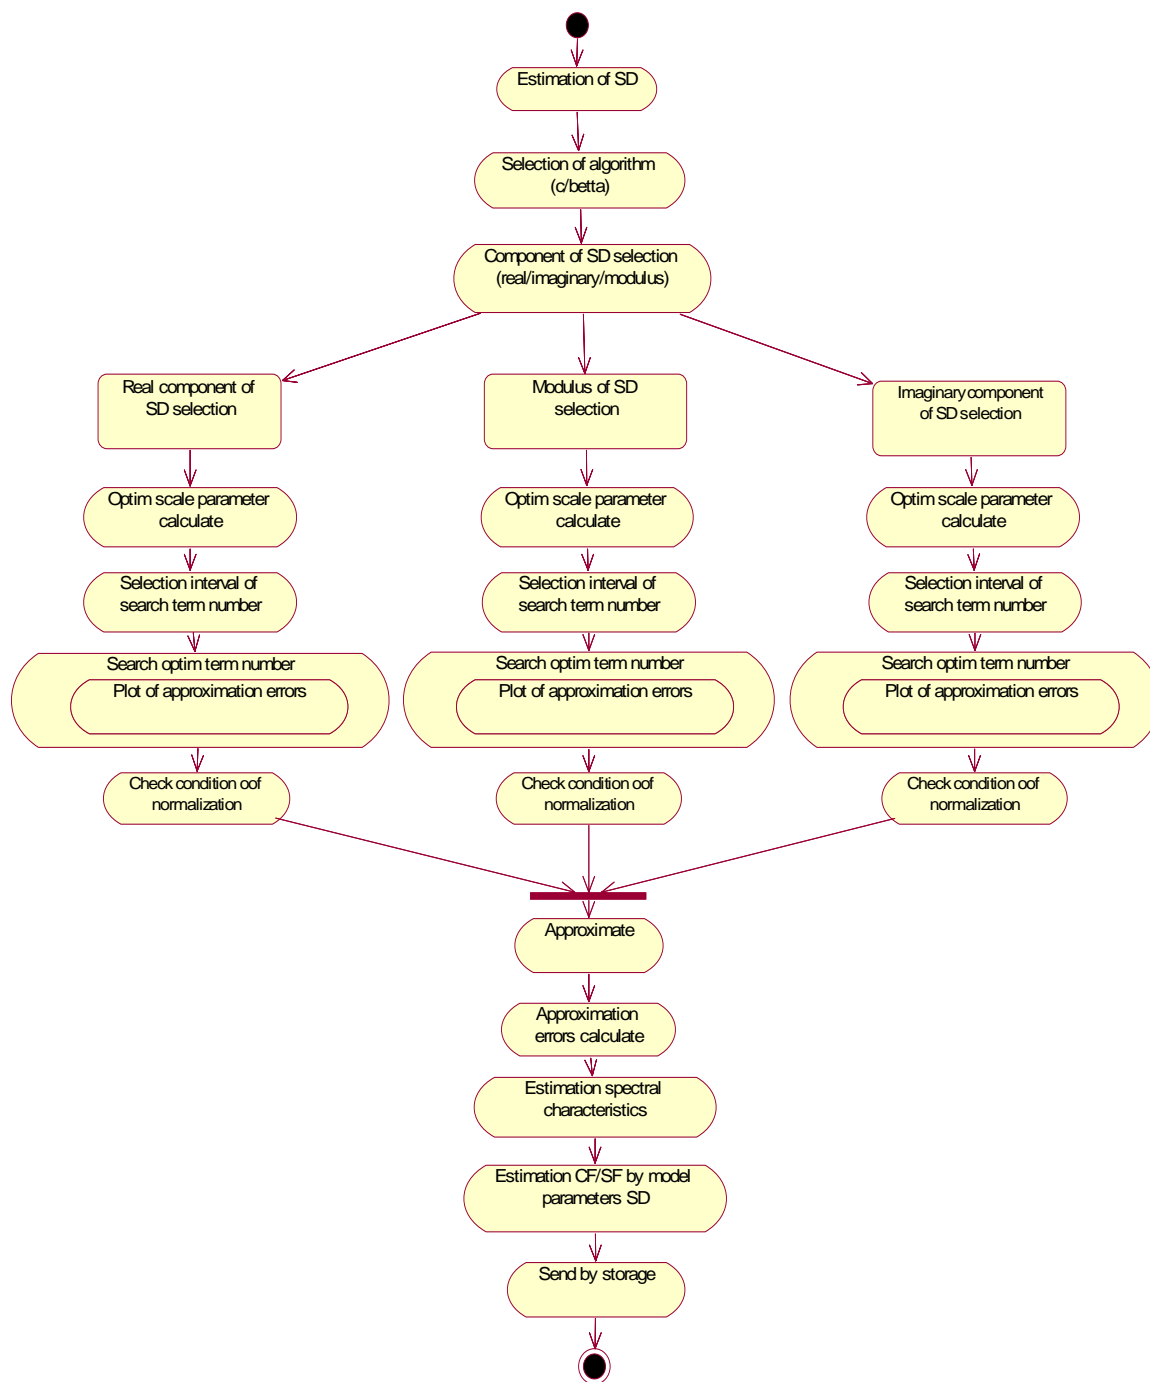 Estimation of SD
Selection of algorithm
(c/betta)
Component of SD selection
(real/imaginary/modulus)
Real component of
SD selection
Modulus of SD
selection
Imaginary component
of SD selection
Optim scale parameter
calculate
Optim scale parameter
calculate
Optim scale parameter
calculate
Selection interval of
search term number
Selection interval of
search term number
Selection interval of
search term number
Search optim term number
Plot of approximation errors
Search optim term number
Plot of approximation errors
Search optim term number
Plot of approximation errors
Check condition oof
normalization
Check condition oof
normalization
Check condition oof
normalization
Approximate
Approximation
errors calculate
Estimation spectral
characteristics
Estimation CF/SF by model
parameters SD
Send by storage